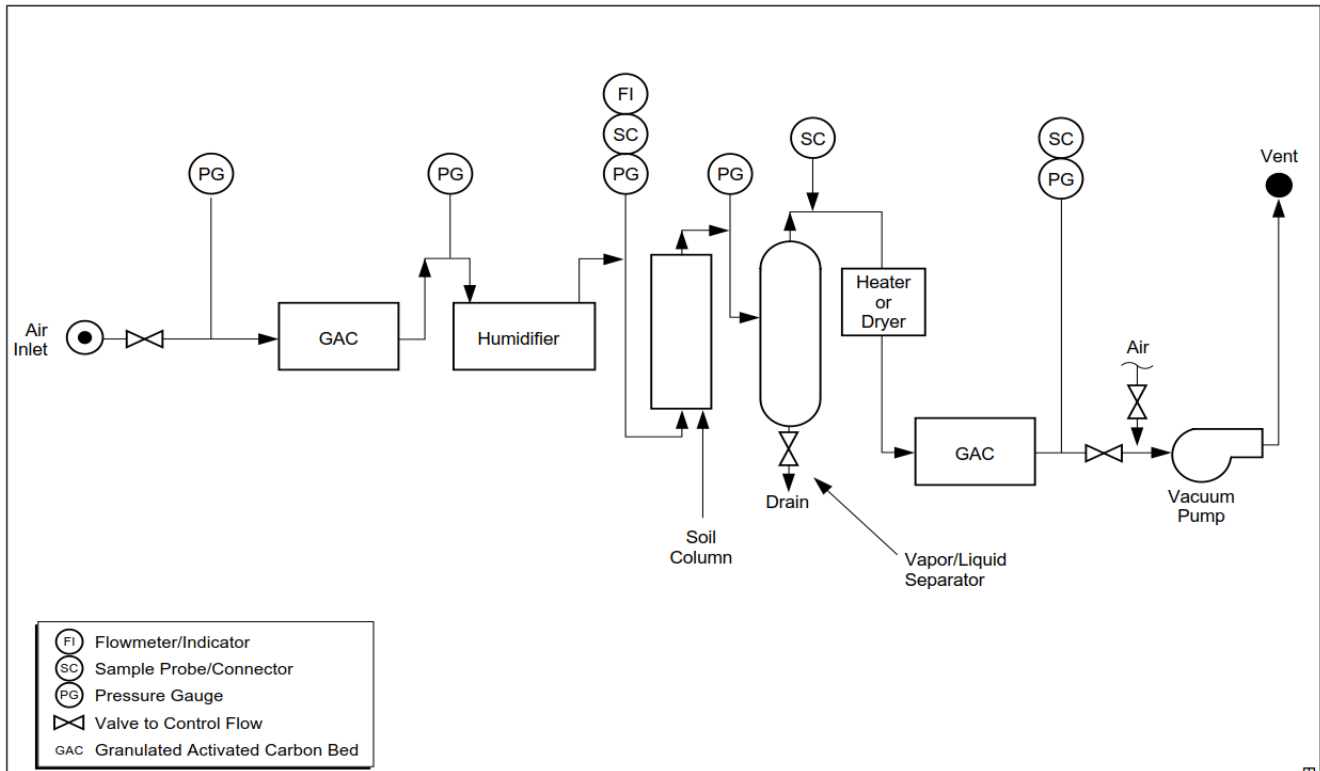 FI
SC
PG
SC
SC
PG
PG
PG
PG
Vent
Air
Inlet
GAC
Humidifier
Heater
or
Dryer
Air
GAC
Vacuum
Pump
Drain
Soil
Column
Vapor/Liquid
Separator
FI Flowmeter/Indicator
SC Sample Probe/Connector
PG Pressure Gauge
Valve to Control Flow
GAC Granulated Activated Carbon Bed